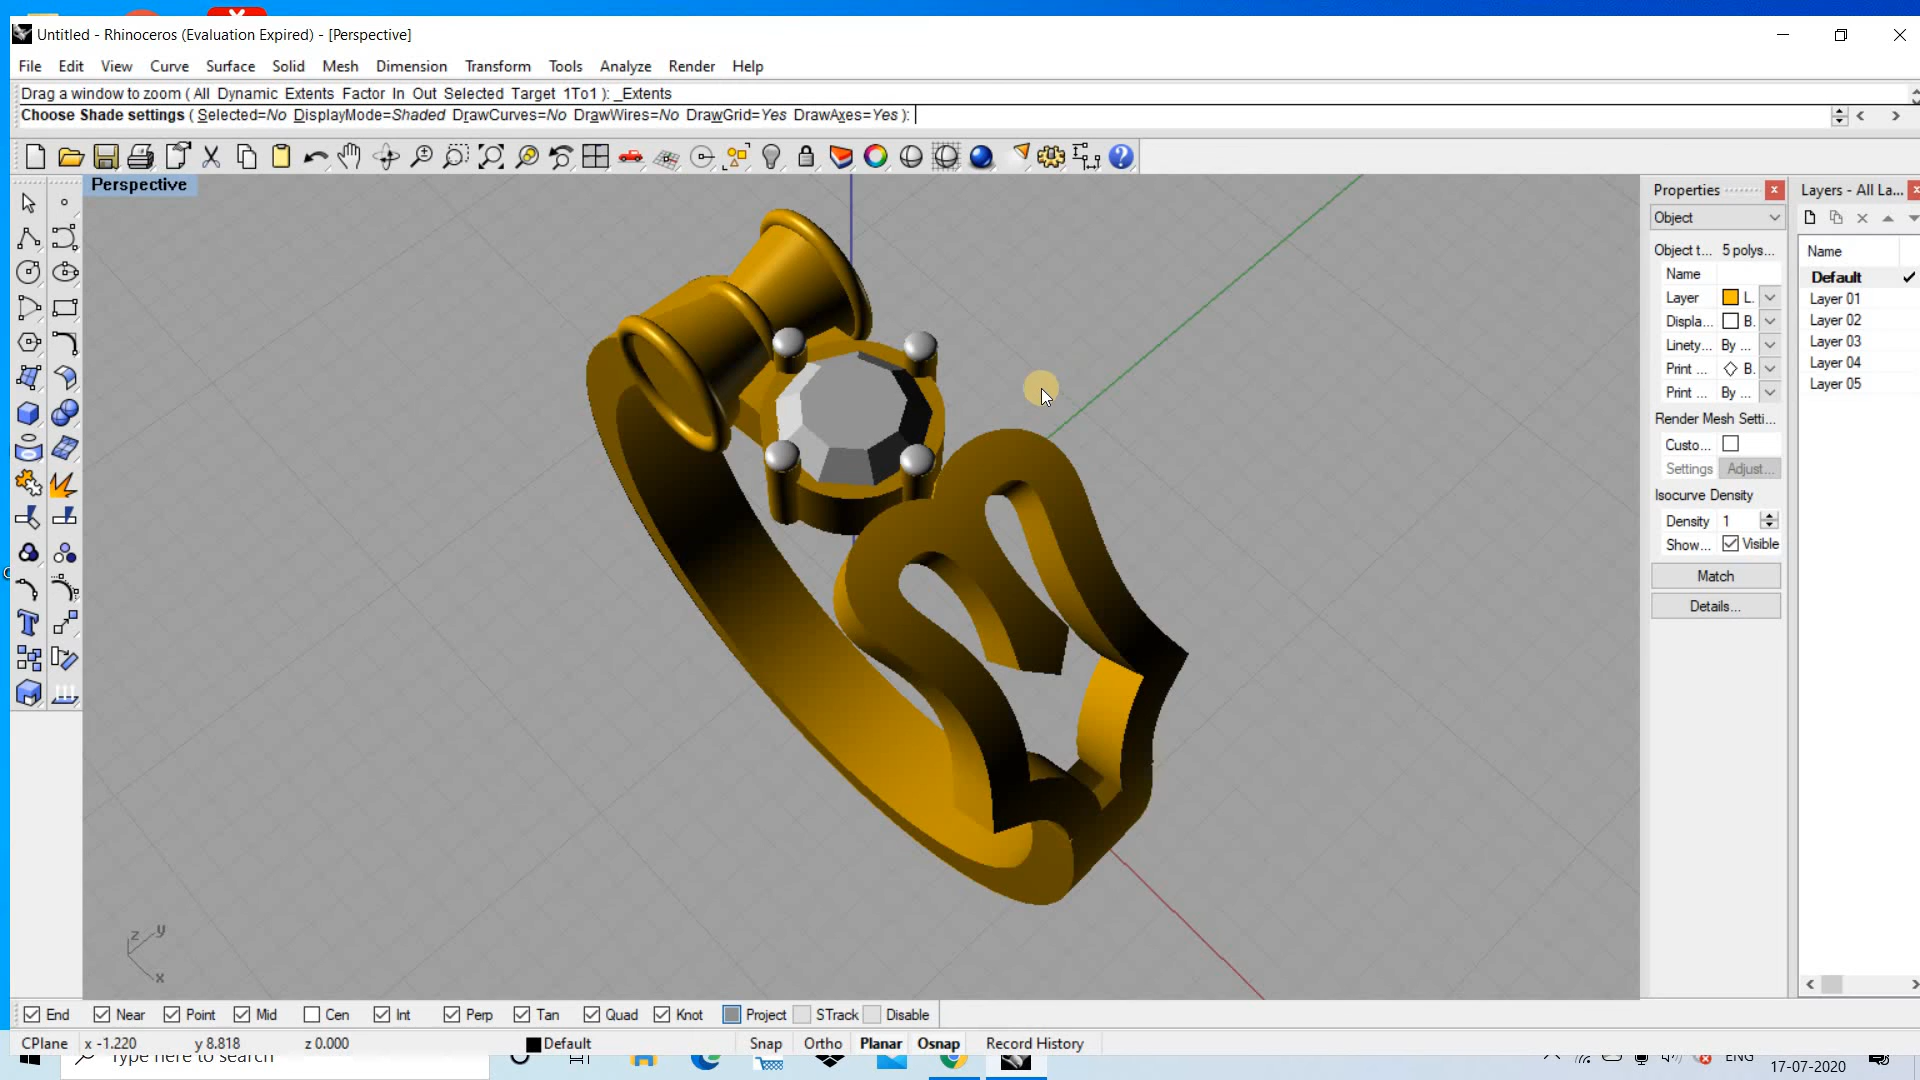 Untitled - Rhinoceros (Evaluation Expired) - [Perspective]
File Edit View Curve Surface Solid Mesh Dimension Transform Tools Analyze Render Help
Drag a window to zoom ( All Dynamic Extents Factor In Out Selected Target 1To1 ): _Extents
Choose Shade settings ( Selected=No DisplayMode=Shaded DrawCurves=No DrawWires=No DrawGrid=Yes DrawAxes=Yes ):
Perspective
Properties
Layers - All La...
Object
Object t... 5 polys...
Name
Layer L.
Displa... B.
Linety... By ...
Print ... B.
Print ... By ...
Render Mesh Setti...
Custo...
Settings Adjust...
Isocurve Density
Density 1
Show... Visible
Match
Details...
Name
Default
Layer 01
Layer 02
Layer 03
Layer 04
Layer 05
z y
x
End Near Point Mid Cen Int Perp Tan Quad Knot Project STrack Disable
CPlane x -1.220 y 8.818 z 0.000 Default Snap Ortho Planar Osnap Record History
Type here to search
ENG
17-07-2020